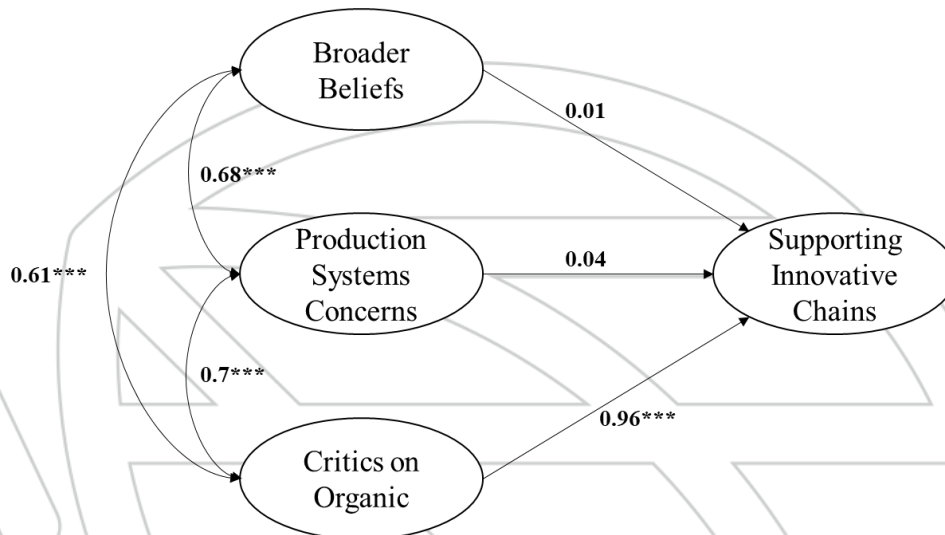 Broader
Beliefs
0.01
0.68***
Production
Systems
Concerns
0.04
Supporting
Innovative
Chains
0.61***
0.7***
0.96***
Critics on
Organic